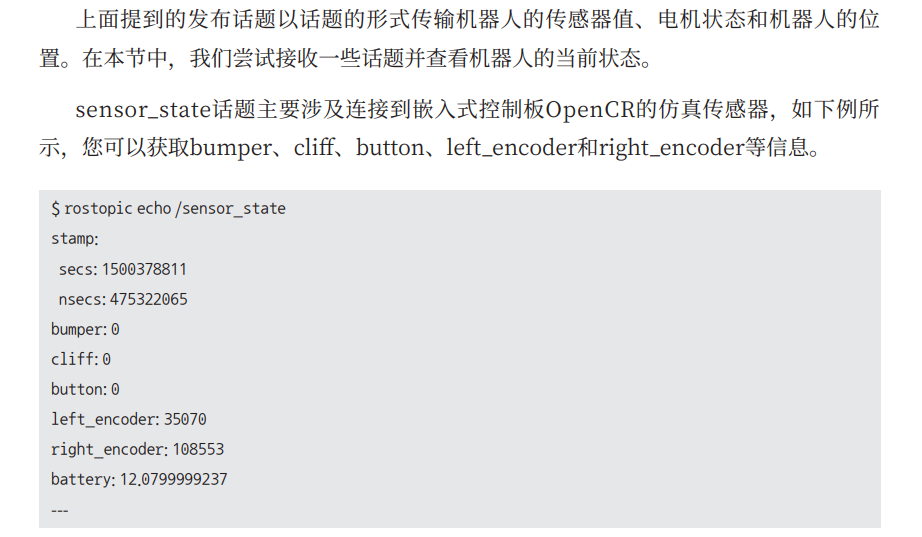 上面提到的发布话题以话题的形式传输机器人的传感器值、电机状态和机器人的位
置。在本节中，我们尝试接收一些话题并查看机器人的当前状态。
sensor_state话题主要涉及连接到嵌入式控制板OpenCR的仿真传感器，如下例所
示，您可以获取bumper、cliff、button、left_encoder和right_encoder等信息。
$ rostopic echo /sensor_state
stamp:
secs: 1500378811
nsecs: 475322065
bumper: 0
cliff: 0
button: 0
left_encoder: 35070
right_encoder: 108553
battery: 12.0799999237
---